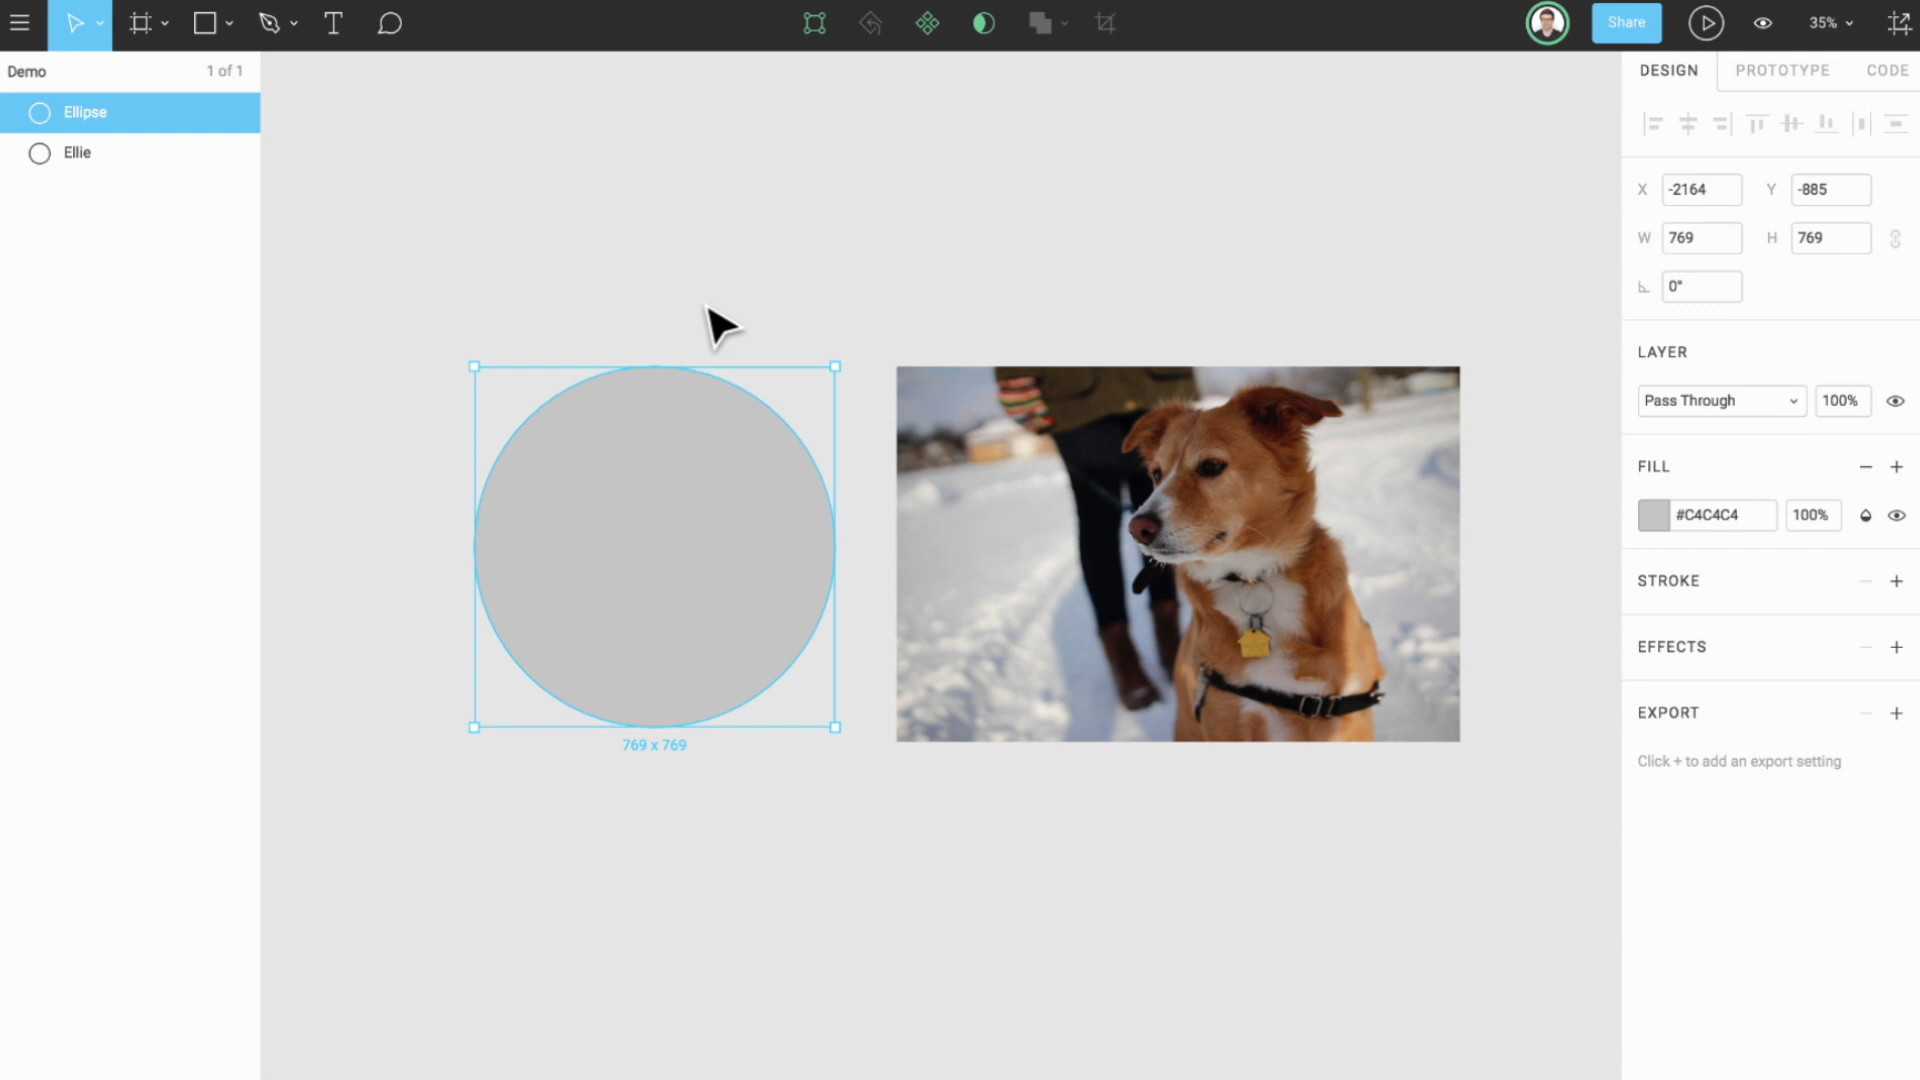 Share
35%
Demo
1 of 1
Ellipse
Ellie
769 x 769
DESIGN
PROTOTYPE
CODE
X -2164 Y -885
W 769 H 769
0°
LAYER
Pass Through 100%
FILL
#C4C4C4 100%
STROKE
EFFECTS
EXPORT
Click + to add an export setting